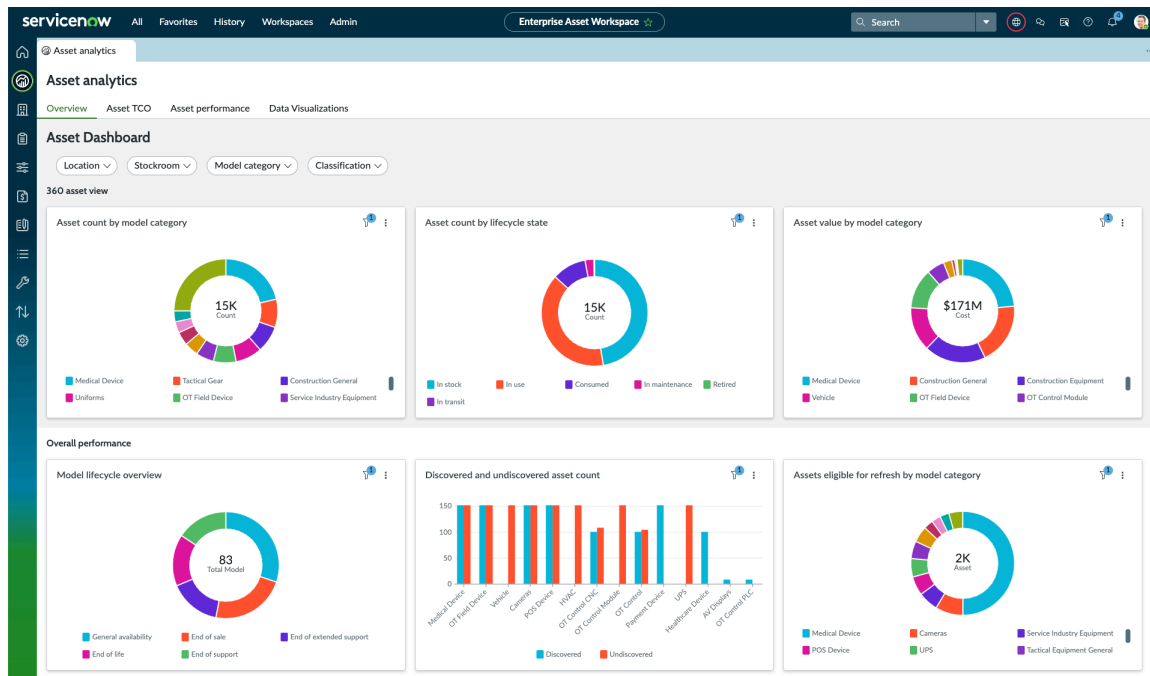 servicenow All Favorites History Workspaces Admin Enterprise Asset Workspace Search 4
Asset analytics
Asset analytics
Overview Asset TCO Asset performance Data Visualizations
Asset Dashboard
Location Stockroom Model category Classification
360 asset view
Asset count by model category 1
15K
Count
Medical Device Tactical Gear Construction General
Uniforms OT Field Device Service Industry Equipment
Asset count by lifecycle state 1
15K
Count
In stock In use Consumed In maintenance Retired
In transit
Asset value by model category 1
$171M
Cost
Medical Device Construction General Construction Equipment
Vehicle OT Field Device OT Control Module
Overall performance
Model lifecycle overview 1
83
Total Model
General availability End of sale End of extended support
End of life End of support
Discovered and undiscovered asset count 1
150
100
50
0
Medical Device OT Field Device Vehicle Cameras POS Device HVAC OT Control CNC OT Control Module OT Control Payment Device UPS Healthcare Device AV Displays OT Control PLC
Discovered Undiscovered
Assets eligible for refresh by model category 1
2K
Asset
Medical Device Cameras Service Industry Equipment
POS Device UPS Tactical Equipment General